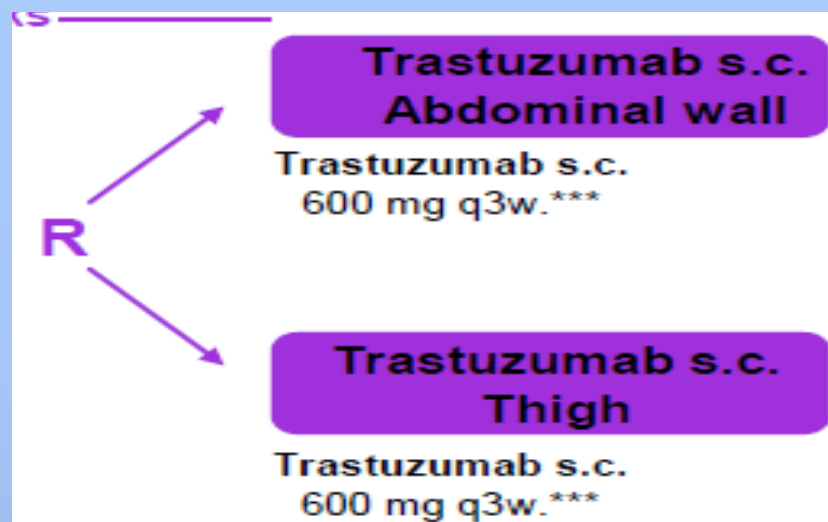 Trastuzumab s.c.
Abdominal wall
Trastuzumab s.c.
600 mg q3w.***
R
Trastuzumab s.c.
Thigh
Trastuzumab s.c.
600 mg q3w.***